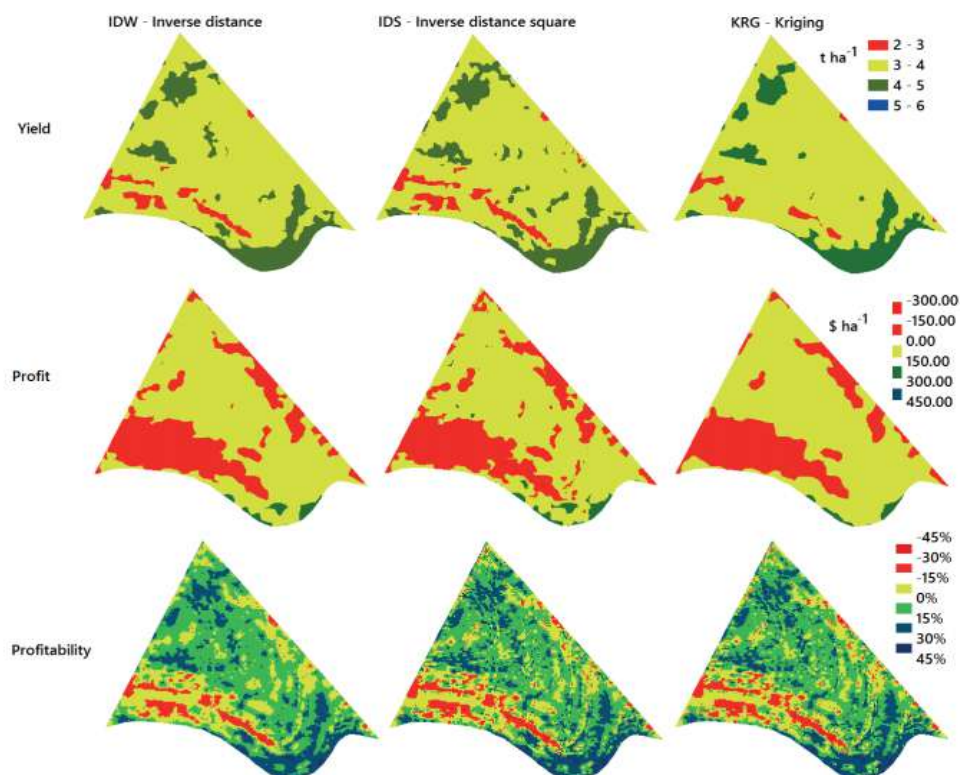 IDW - Inverse distance
IDS - Inverse distance square
KRG - Kriging
Yield
t ha-1
2 - 3
3 - 4
4 - 5
5 - 6
Profit
$ ha-1
-300.00
-150.00
0.00
150.00
300.00
450.00
Profitability
-45%
-30%
-15%
0%
15%
30%
45%